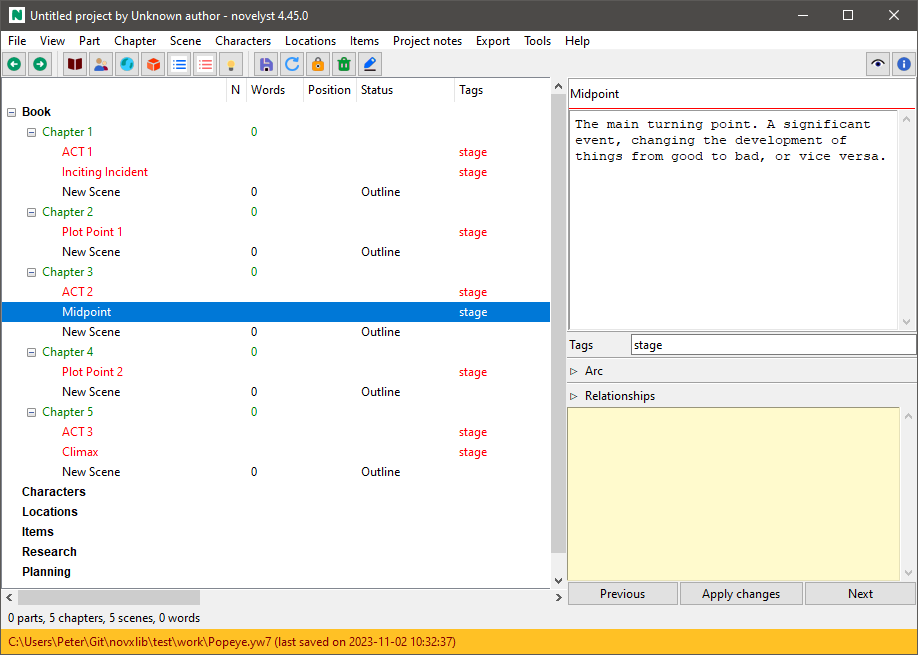 N Untitled project by Unknown author - novelyst 4.45.0
File View Part Chapter Scene Characters Locations Items Project notes Export Tools Help
N Words Position Status Tags
Book
Chapter 1 0
ACT 1 stage
Inciting Incident stage
New Scene 0 Outline
Chapter 2 0
Plot Point 1 stage
New Scene 0 Outline
Chapter 3 0
ACT 2 stage
Midpoint stage
New Scene 0 Outline
Chapter 4 0
Plot Point 2 stage
New Scene 0 Outline
Chapter 5 0
ACT 3 stage
Climax stage
New Scene 0 Outline
Characters
Locations
Items
Research
Planning
Midpoint
The main turning point. A significant
event, changing the development of
things from good to bad, or vice versa.
Tags stage
Arc
Relationships
Previous Apply changes Next
0 parts, 5 chapters, 5 scenes, 0 words
C:\Users\Peter\Git\novxlib\test\work\Popeye.yw7 (last saved on 2023-11-02 10:32:37)